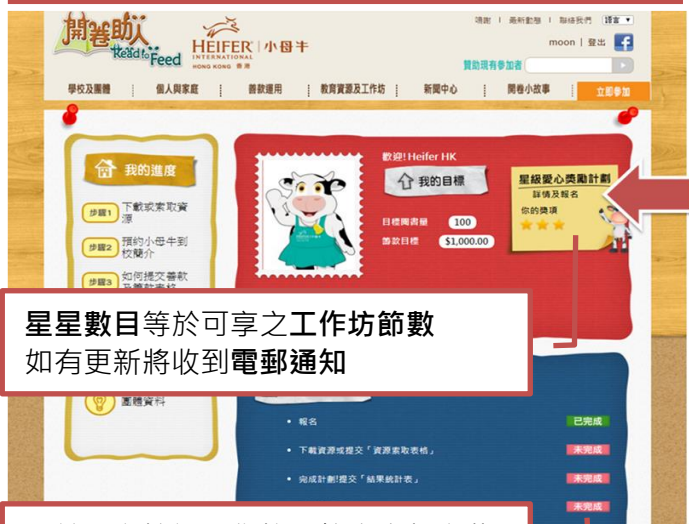 鳴謝 | 最新動態 | 聯絡我們 語言 ▼
開卷助人
Read to Feed
HEIFER 小母牛
INTERNATIONAL
HONG KONG 香港
moon | 登出
贊助現有參加者
學校及團體 個人與家庭 善款運用 教育資源及工作坊 新聞中心 開卷小故事 立即參加
我的進度
步驟1 下載或索取資源
步驟2 預約小母牛到校簡介
步驟3 如何提交善款
歡迎! Heifer HK
我的目標
目標閱書量 100
籌款目標 $1,000.00
星級愛心獎勵計劃
詳情及報名
你的獎項
星星數目等於可享之工作坊節數
如有更新將收到電郵通知
團體資料
• 報名 已完成
• 下載資源或提交「資源索取表格」 未完成
• 完成計劃!提交「結果統計表」 未完成
未完成